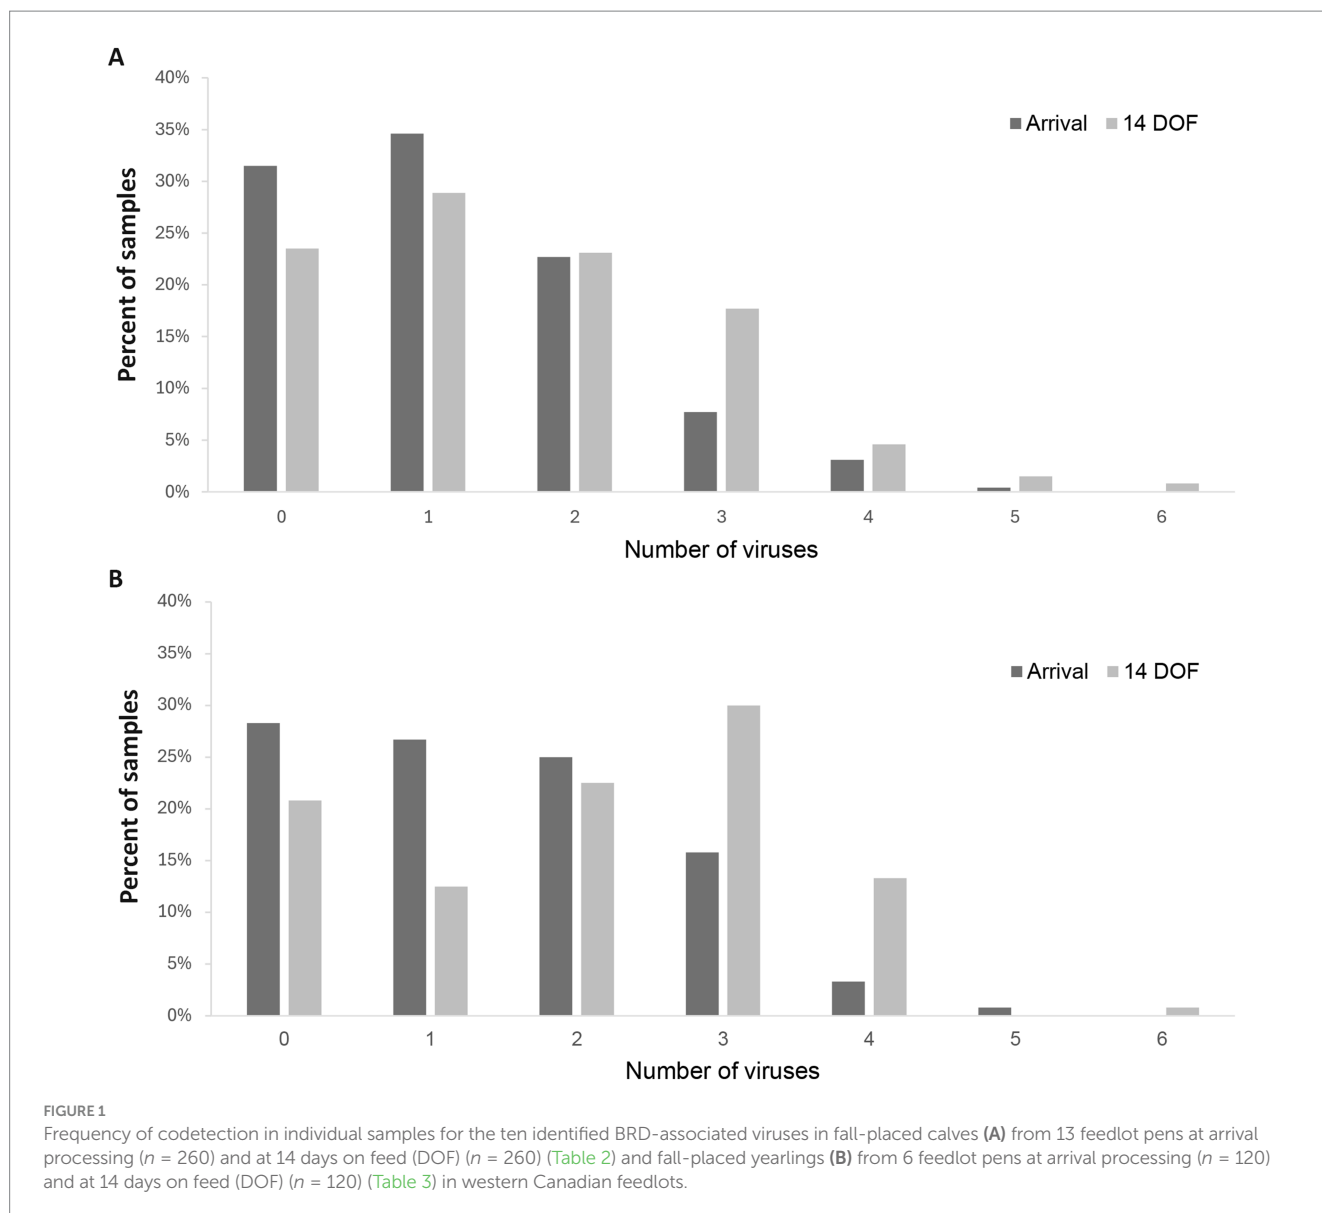 A
40%
35%
30%
25%
20%
15%
10%
5%
0%
Percent of samples
Arrival 14 DOF
0 1 2 3 4 5 6
Number of viruses
B
40%
35%
30%
25%
20%
15%
10%
5%
0%
Percent of samples
Arrival 14 DOF
0 1 2 3 4 5 6
Number of viruses
FIGURE 1
Frequency of codetection in individual samples for the ten identified BRD-associated viruses in fall-placed calves (A) from 13 feedlot pens at arrival
processing (n = 260) and at 14 days on feed (DOF) (n = 260) (Table 2) and fall-placed yearlings (B) from 6 feedlot pens at arrival processing (n = 120)
and at 14 days on feed (DOF) (n = 120) (Table 3) in western Canadian feedlots.